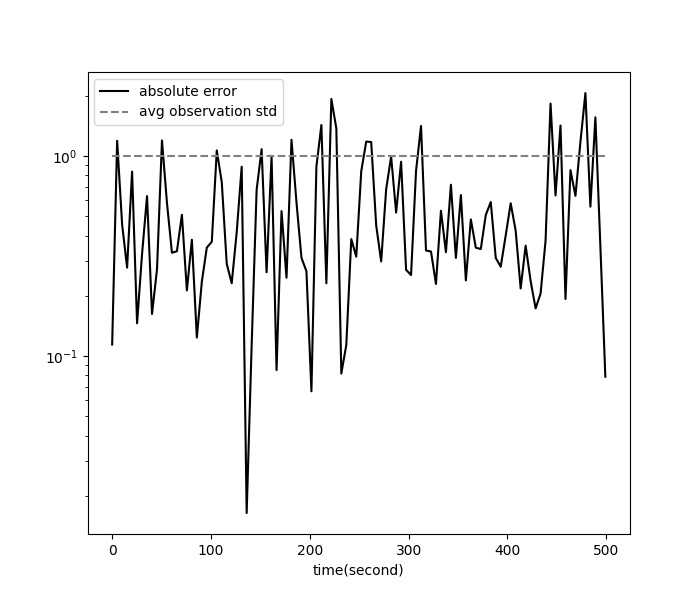 absolute error
avg observation std
10⁰
10⁻¹
0 100 200 300 400 500
time(second)